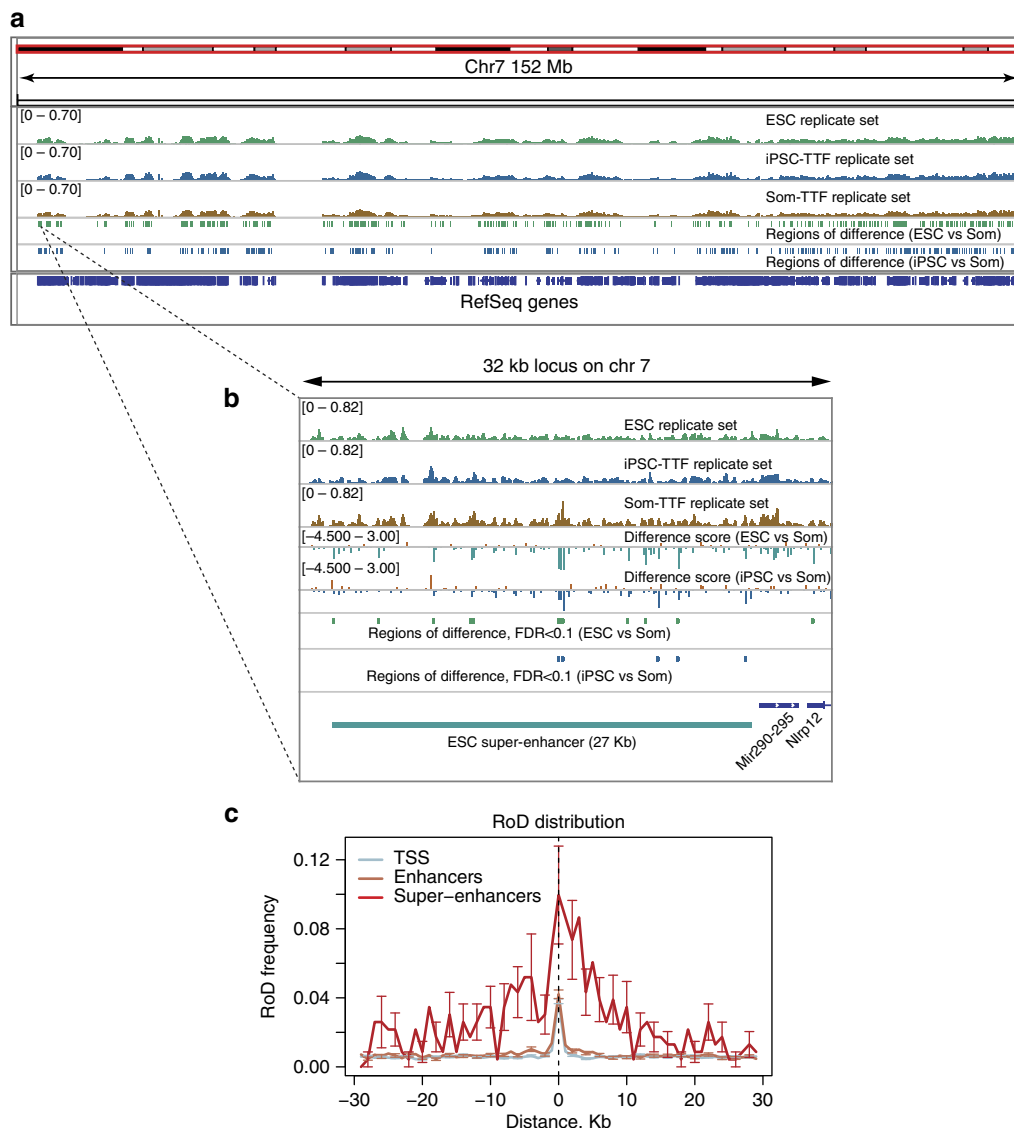 a
Chr7 152 Mb
[0 – 0.70]
ESC replicate set
[0 – 0.70]
iPSC-TTF replicate set
[0 – 0.70]
Som-TTF replicate set
Regions of difference (ESC vs Som)
Regions of difference (iPSC vs Som)
RefSeq genes
32 kb locus on chr 7
b
[0 – 0.82]
ESC replicate set
[0 – 0.82]
iPSC-TTF replicate set
[0 – 0.82]
Som-TTF replicate set
[−4.500 – 3.00]
Difference score (ESC vs Som)
[−4.500 – 3.00]
Difference score (iPSC vs Som)
Regions of difference, FDR<0.1 (ESC vs Som)
Regions of difference, FDR<0.1 (iPSC vs Som)
ESC super-enhancer (27 Kb)
Mir290-295
Nlrp12
c
RoD distribution
TSS
Enhancers
Super−enhancers
RoD frequency
0.12
0.08
0.04
0.00
−30 −20 −10 0 10 20 30
Distance, Kb